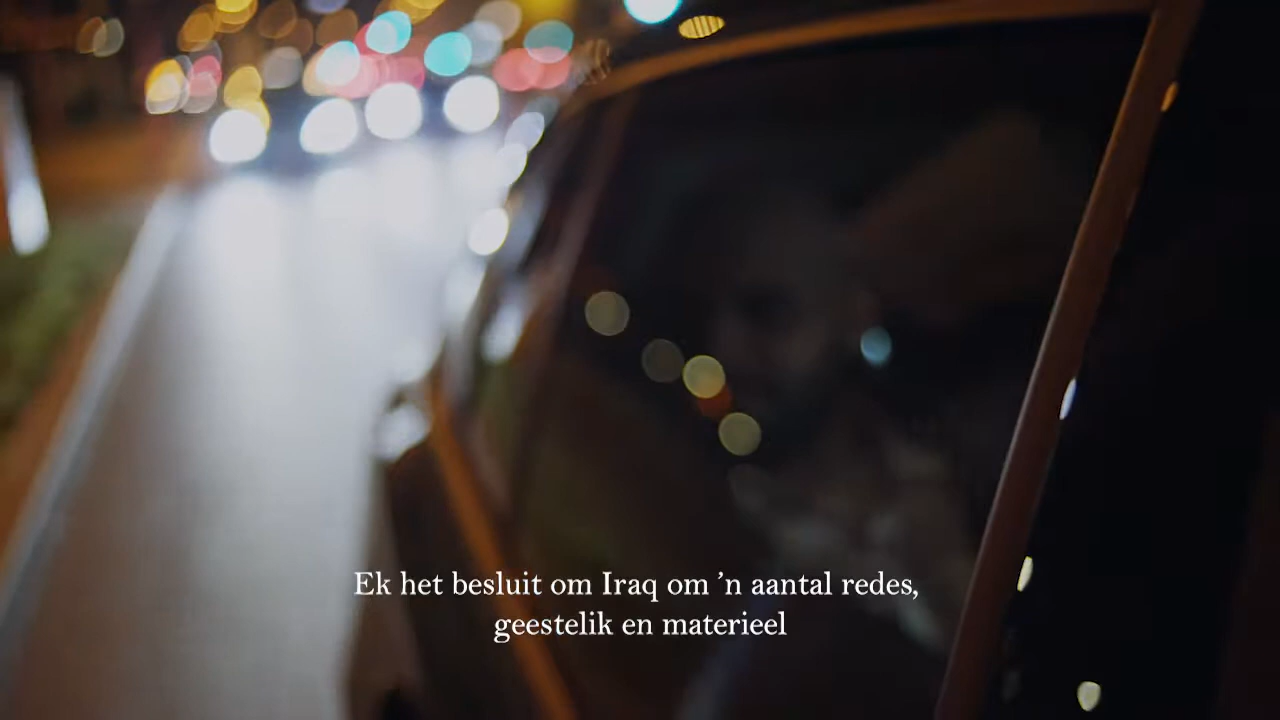 Ek het besluit om Iraq om ’n aantal redes,
geestelik en materieel